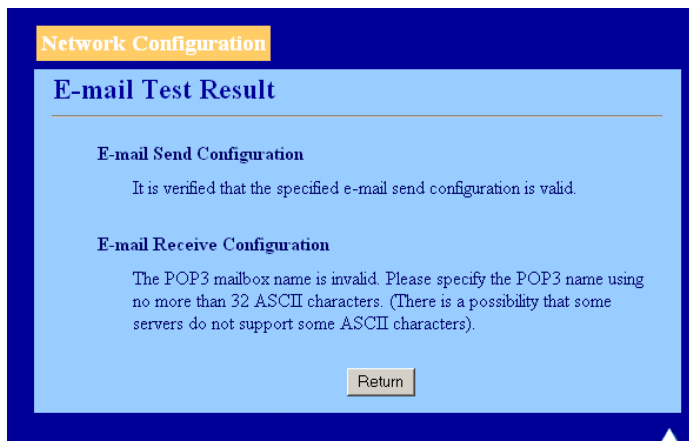 Network Configuration
E-mail Test Result
E-mail Send Configuration
It is verified that the specified e-mail send configuration is valid.
E-mail Receive Configuration
The POP3 mailbox name is invalid. Please specify the POP3 name using
no more than 32 ASCII characters. (There is a possibility that some
servers do not support some ASCII characters).
Return